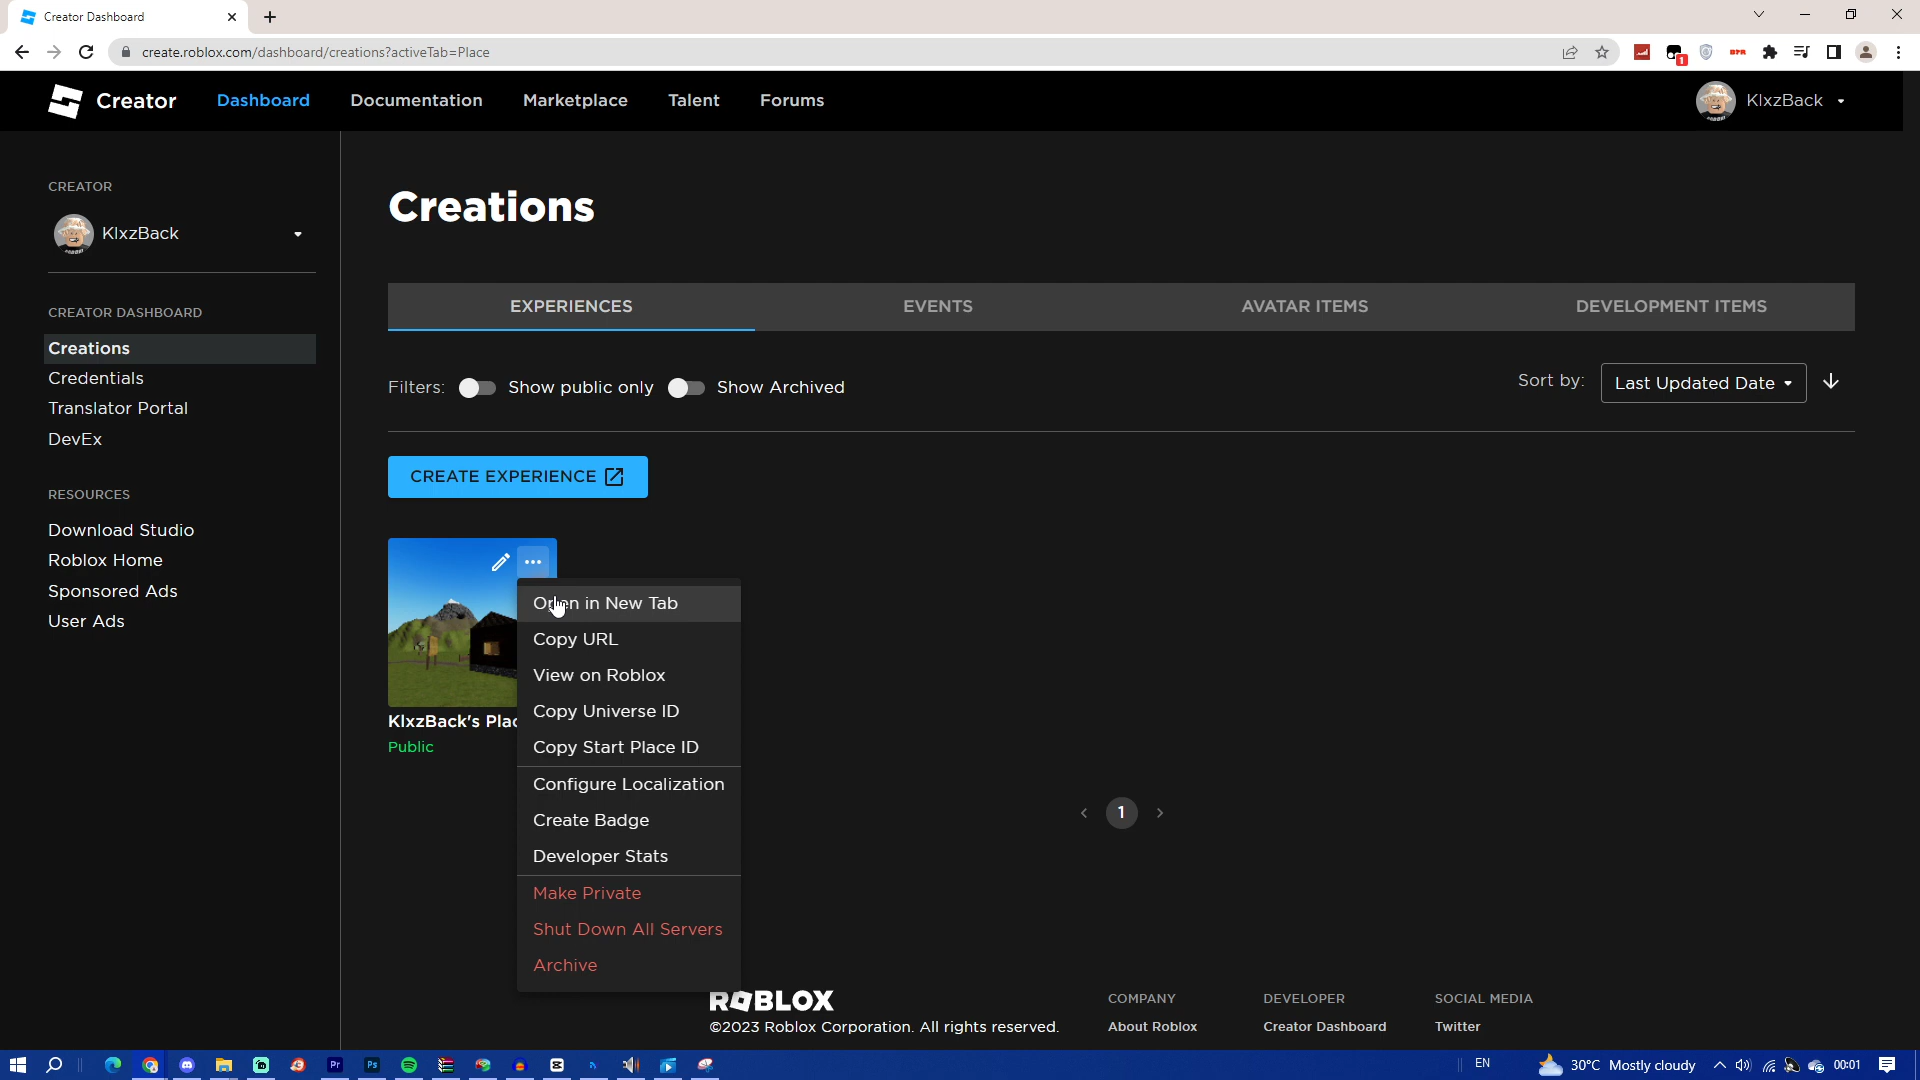 Creator Dashboard
create.roblox.com/dashboard/creations?activeTab=Place
1
Creator
Dashboard
Documentation
Marketplace
Talent
Forums
KlxzBack
CREATOR
KlxzBack
CREATOR DASHBOARD
Creations
Credentials
Translator Portal
DevEx
RESOURCES
Download Studio
Roblox Home
Sponsored Ads
User Ads
Creations
EXPERIENCES
EVENTS
AVATAR ITEMS
DEVELOPMENT ITEMS
Filters:
Show public only
Show Archived
Sort by:
Last Updated Date
CREATE EXPERIENCE
KlxzBack's Plac
Public
Open in New Tab
Copy URL
View on Roblox
Copy Universe ID
Copy Start Place ID
Configure Localization
Create Badge
Developer Stats
Make Private
Shut Down All Servers
Archive
1
ROBLOX
©2023 Roblox Corporation. All rights reserved.
COMPANY
About Roblox
DEVELOPER
Creator Dashboard
SOCIAL MEDIA
Twitter
Pr
Ps
EN
30°C Mostly cloudy
00:01